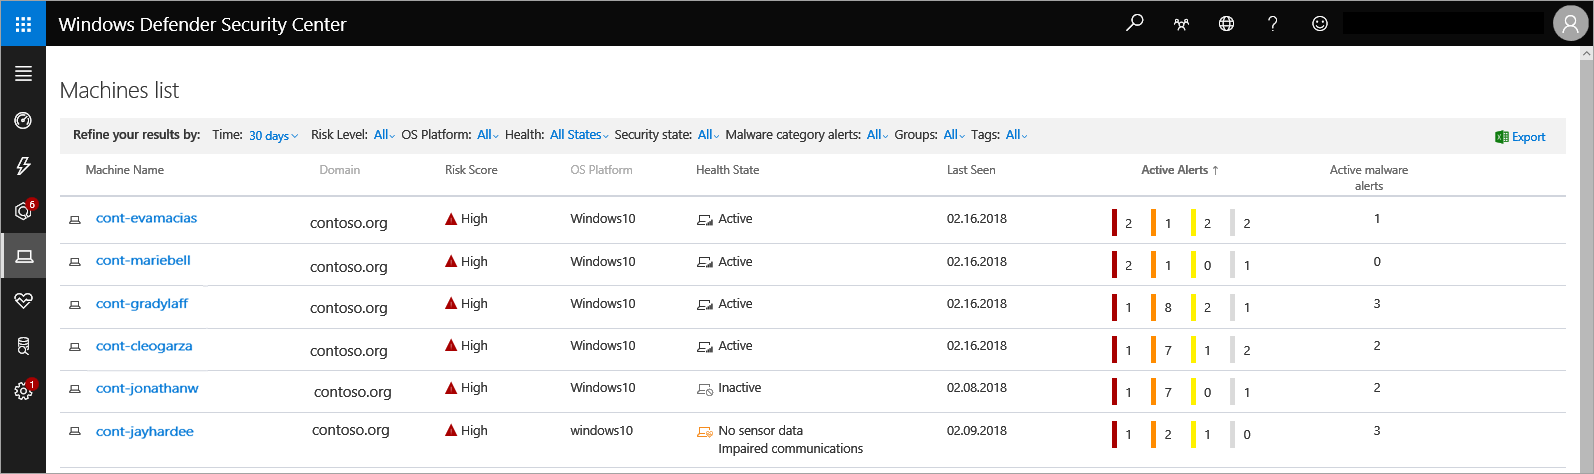 Windows Defender Security Center
?
Machines list
Refine your results by: Time: 30 days Risk Level: All OS Platform: All Health: All States Security state: All Malware category alerts: All Groups: All Tags: All
Export
Machine Name Domain Risk Score OS Platform Health State Last Seen Active Alerts ↑ Active malware
alerts
cont-evamacias contoso.org High Windows10 Active 02.16.2018 2 1 2 2 1
cont-mariebell contoso.org High Windows10 Active 02.16.2018 2 1 0 1 0
cont-gradylaff contoso.org High Windows10 Active 02.16.2018 1 8 2 1 3
cont-cleogarza contoso.org High Windows10 Active 02.16.2018 1 7 1 2 2
cont-jonathanw contoso.org High Windows10 Inactive 02.08.2018 1 7 0 1 2
cont-jayhardee contoso.org High windows10 No sensor data 02.09.2018 1 2 1 0 3
Impaired communications
6
1